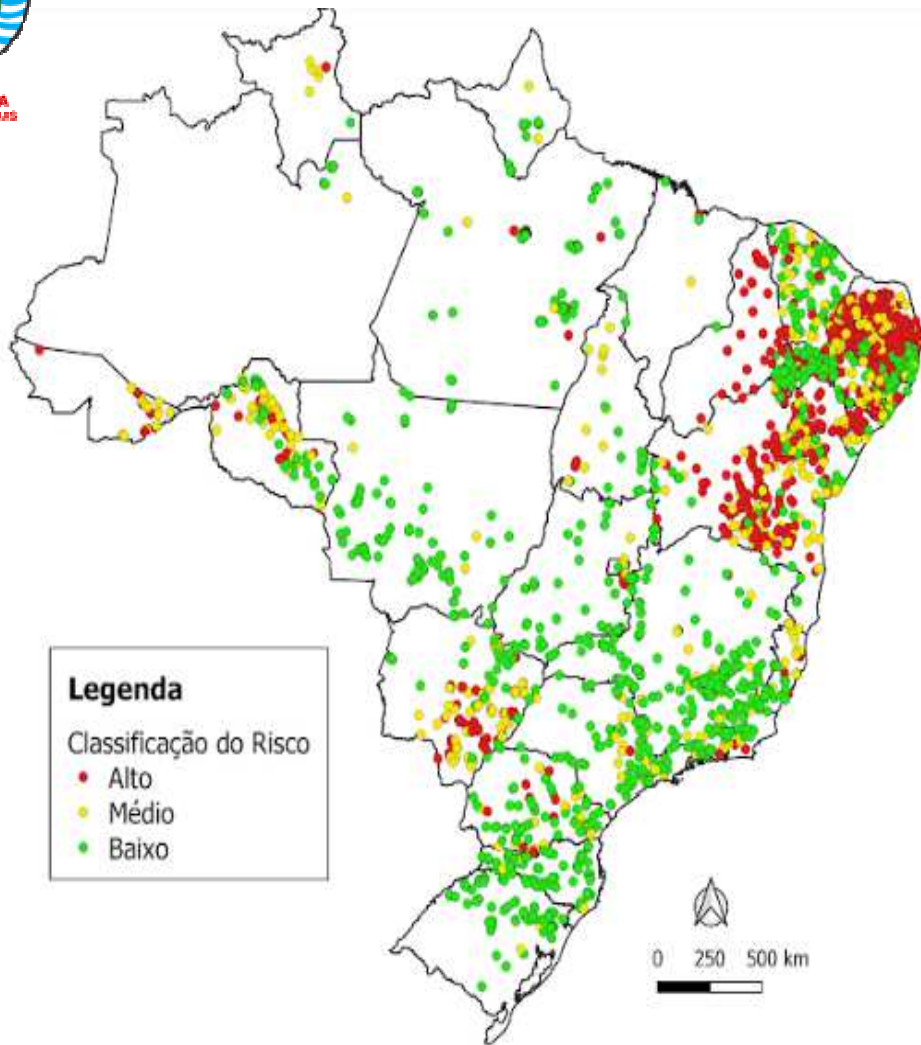 Legenda
Classificação do Risco
Alto
Médio
Baixo
0 250 500 km